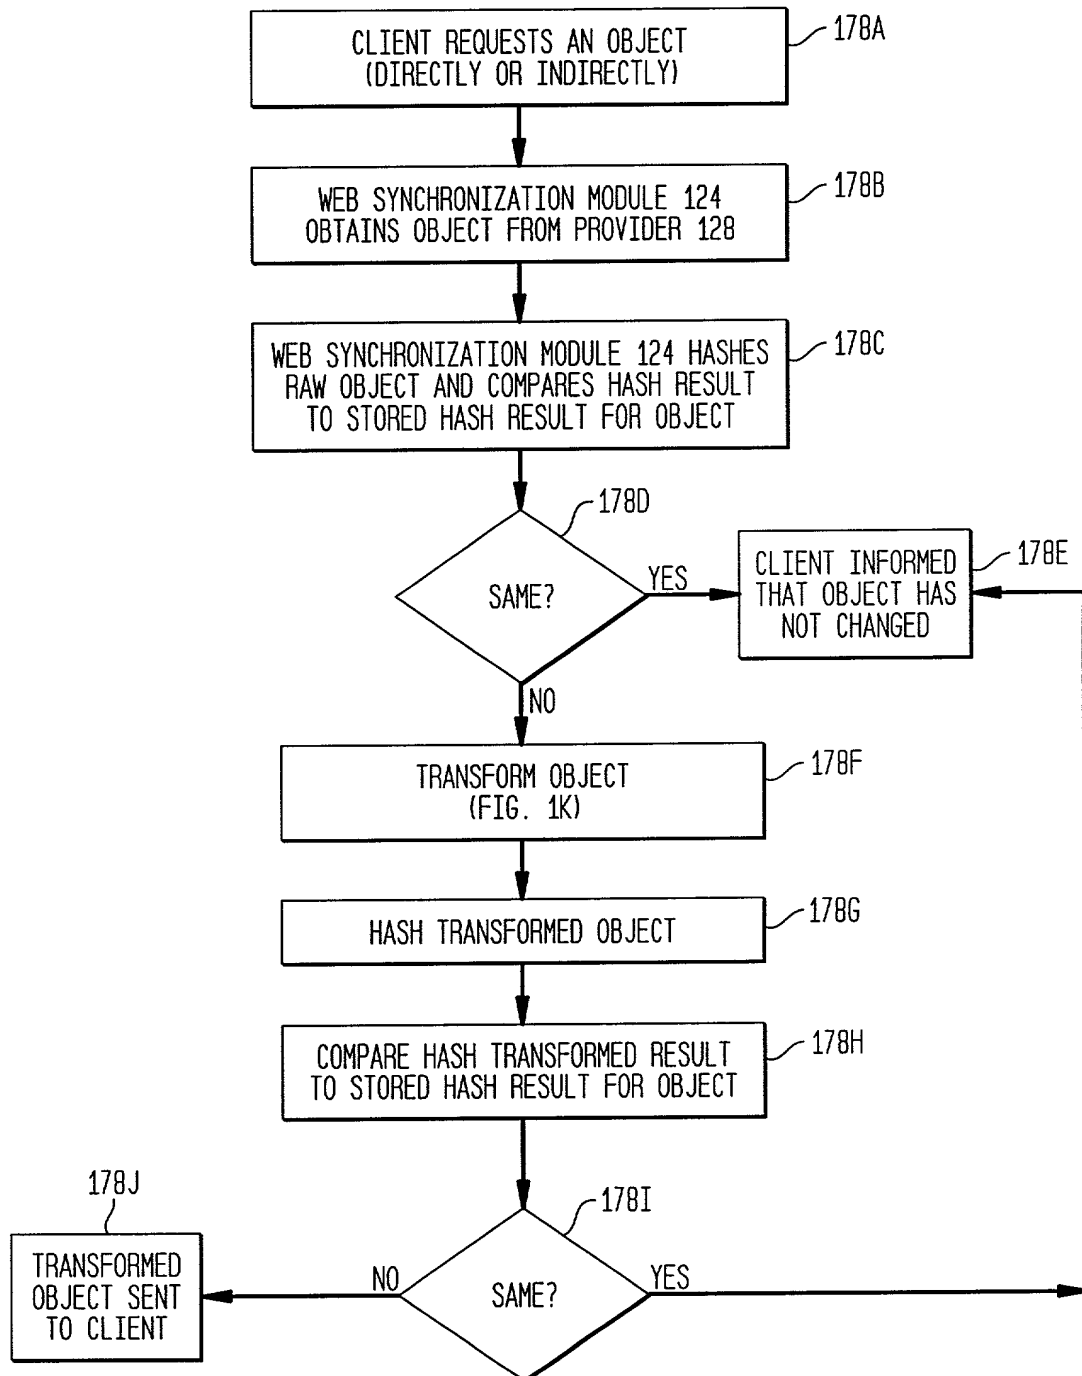 CLIENT REQUESTS AN OBJECT
(DIRECTLY OR INDIRECTLY)
178A
WEB SYNCHRONIZATION MODULE 124
OBTAINS OBJECT FROM PROVIDER 128
178B
WEB SYNCHRONIZATION MODULE 124 HASHES
RAW OBJECT AND COMPARES HASH RESULT
TO STORED HASH RESULT FOR OBJECT
178C
178D
SAME?
YES
NO
CLIENT INFORMED
THAT OBJECT HAS
NOT CHANGED
178E
TRANSFORM OBJECT
(FIG. 1K)
178F
HASH TRANSFORMED OBJECT
178G
COMPARE HASH TRANSFORMED RESULT
TO STORED HASH RESULT FOR OBJECT
178H
178I
SAME?
NO
YES
178J
TRANSFORMED
OBJECT SENT
TO CLIENT